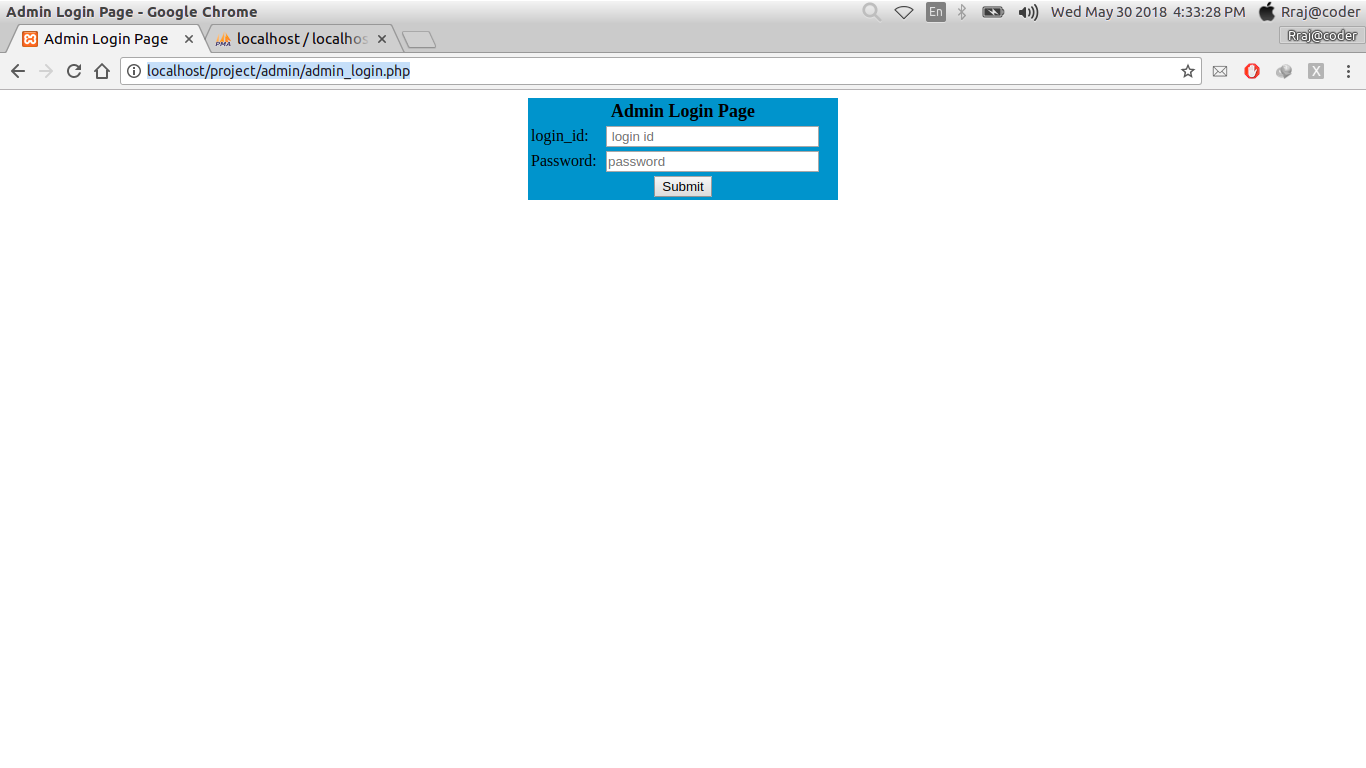 Admin Login Page - Google Chrome
En
Wed May 30 2018 4:33:28 PM
Rraj@coder
Admin Login Page
PMA
localhost / localhos
Rraj@coder
localhost/project/admin/admin_login.php
X
Admin Login Page
login_id:
login id
Password:
password
Submit